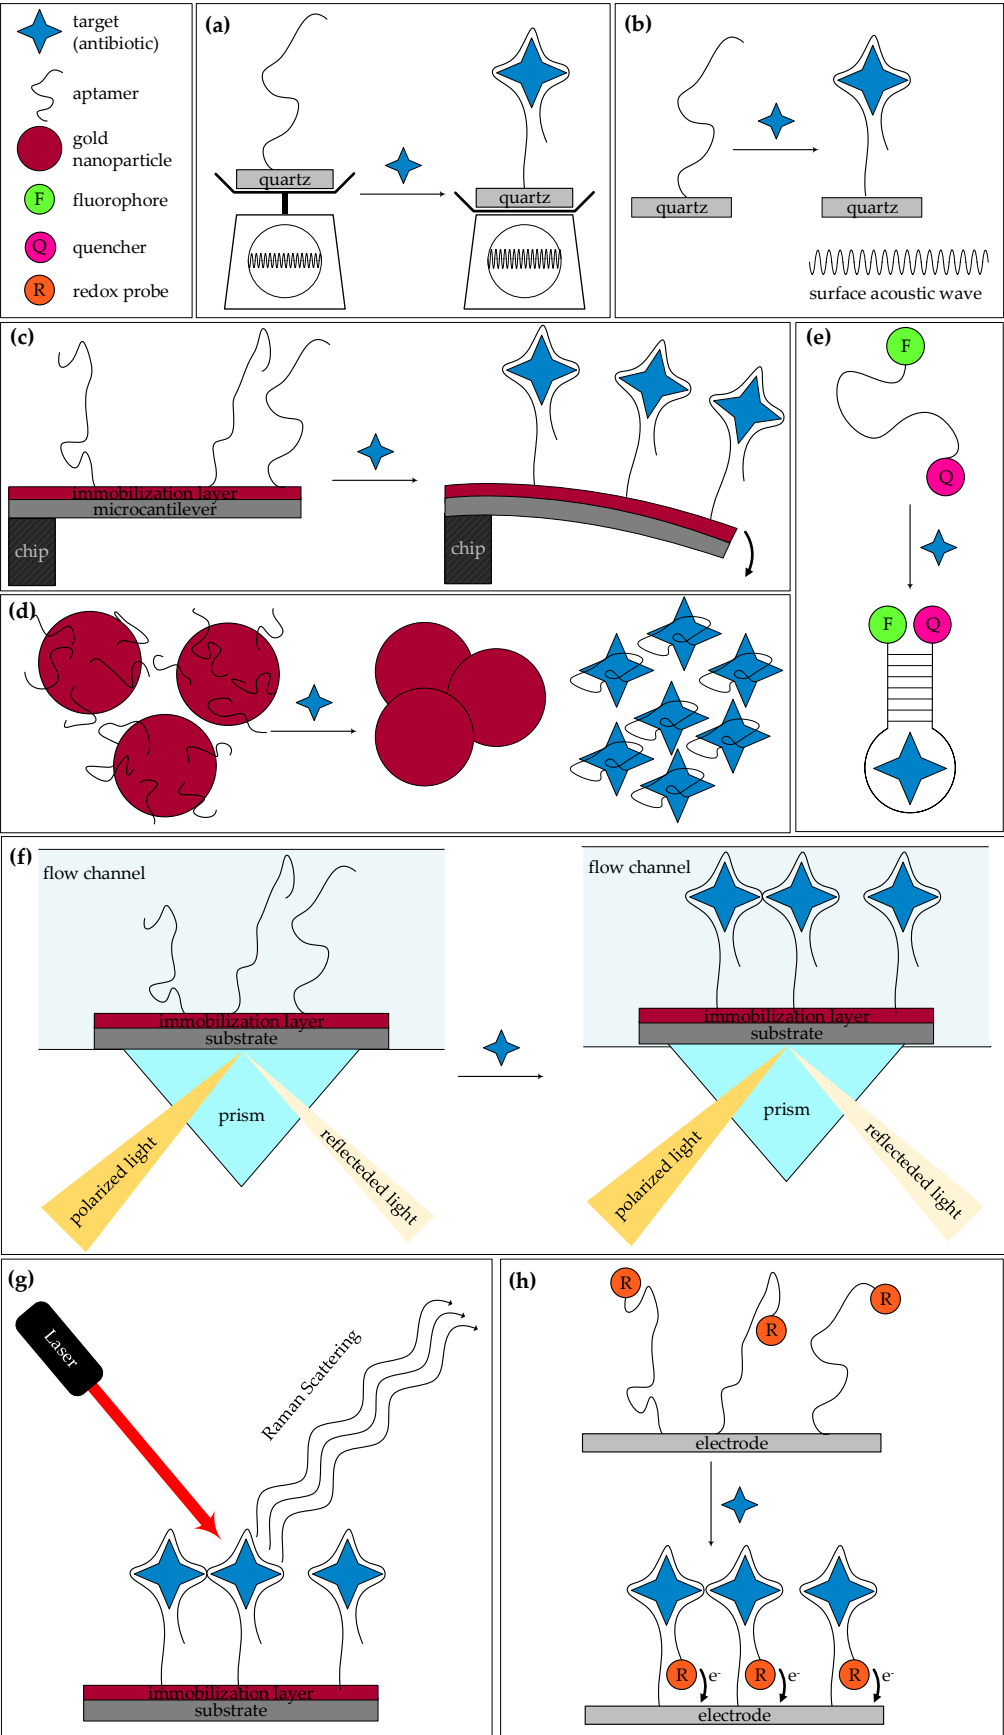 target
(antibiotic)
aptamer
gold
nanoparticle
F
fluorophore
Q
quencher
R
redox probe
(a)
quartz
quartz
(b)
quartz
quartz
surface acoustic wave
(c)
immobilization layer
microcantilever
chip
chip
(e)
F
Q
F
Q
(d)
(f)
flow channel
immobilization layer
substrate
prism
polarized light
reflecteded light
flow channel
immobilization layer
substrate
prism
polarized light
reflecteded light
(g)
Laser
Raman Scattering
immobilization layer
substrate
(h)
R
R
R
electrode
R e-
R e-
R e-
electrode